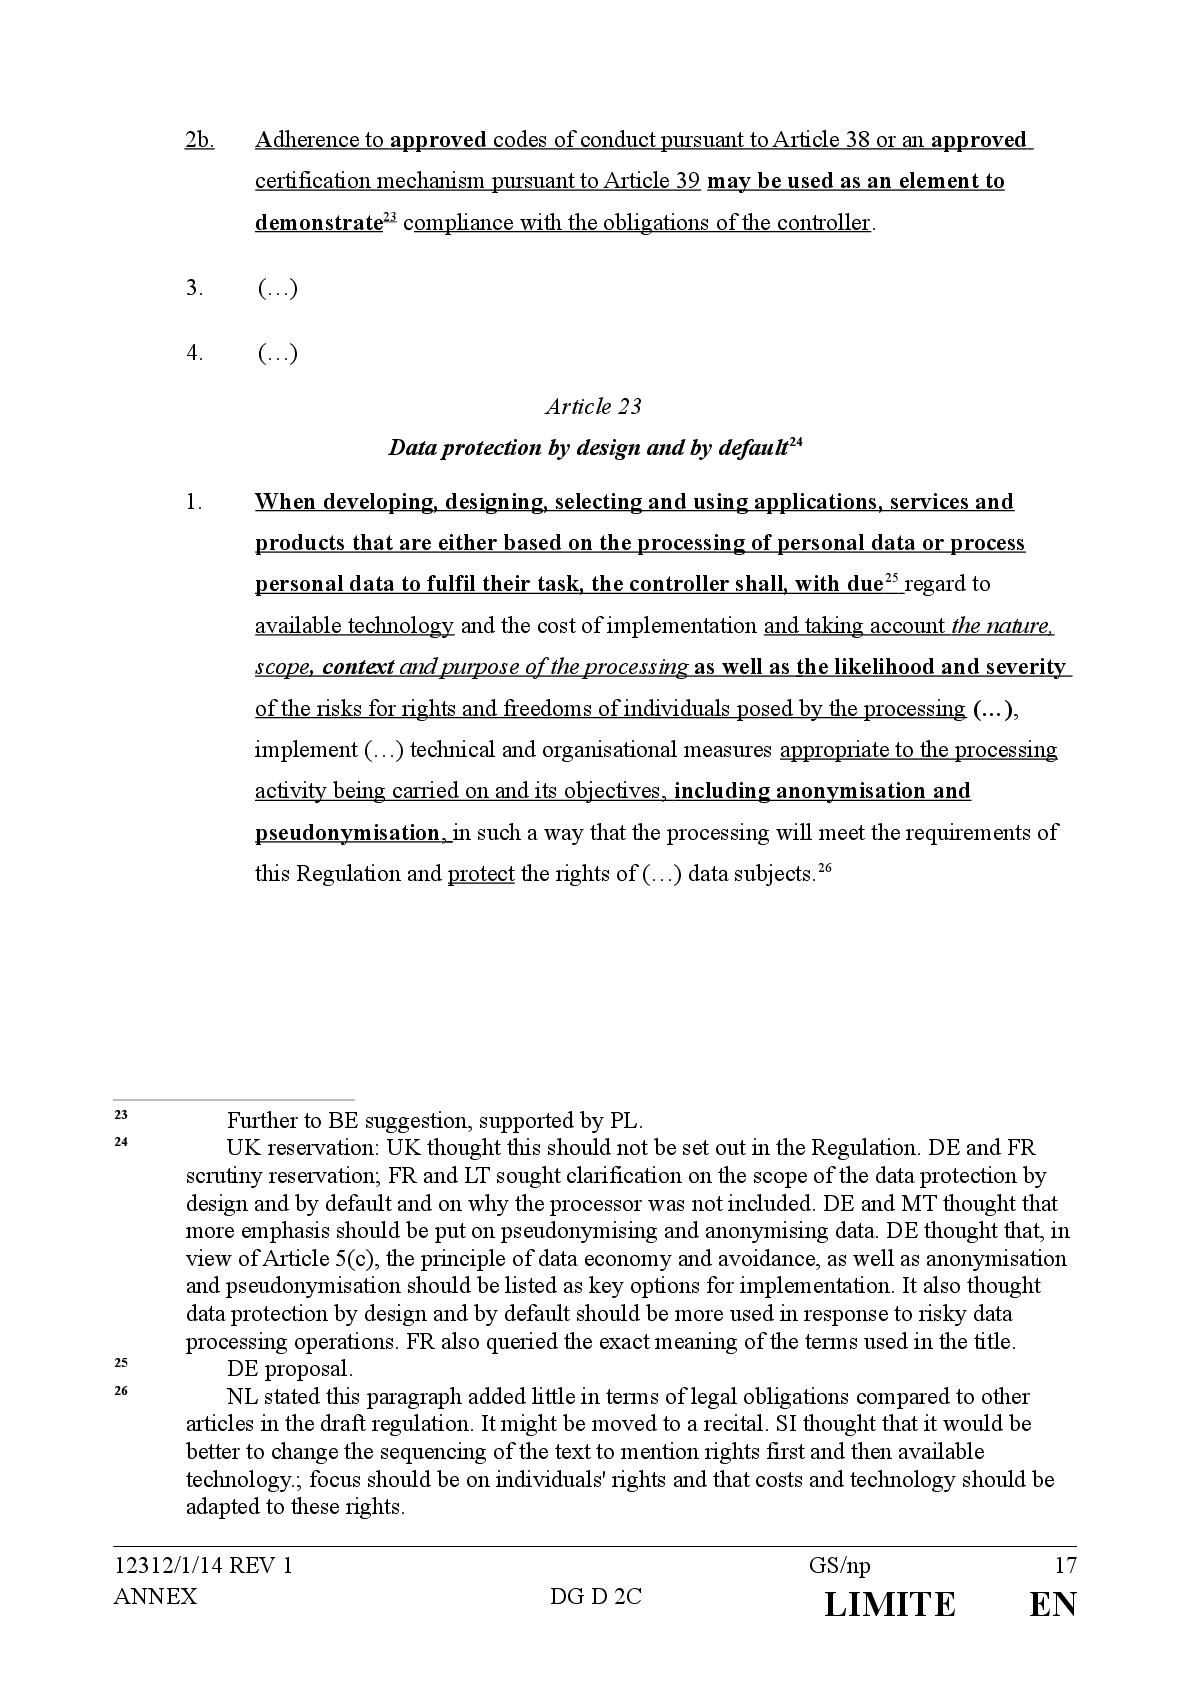 2b. Adherence to approved codes of conduct pursuant to Article 38 or an approved
certification mechanism pursuant to Article 39 may be used as an element to
demonstrate23 compliance with the obligations of the controller.
3. (…)
4. (…)
Article 23
Data protection by design and by default24
1. When developing, designing, selecting and using applications, services and
products that are either based on the processing of personal data or process
personal data to fulfil their task, the controller shall, with due25 regard to
available technology and the cost of implementation and taking account the nature,
scope, context and purpose of the processing as well as the likelihood and severity
of the risks for rights and freedoms of individuals posed by the processing (…),
implement (…) technical and organisational measures appropriate to the processing
activity being carried on and its objectives, including anonymisation and
pseudonymisation, in such a way that the processing will meet the requirements of
this Regulation and protect the rights of (…) data subjects.26
23 Further to BE suggestion, supported by PL.
24 UK reservation: UK thought this should not be set out in the Regulation. DE and FR
scrutiny reservation; FR and LT sought clarification on the scope of the data protection by
design and by default and on why the processor was not included. DE and MT thought that
more emphasis should be put on pseudonymising and anonymising data. DE thought that, in
view of Article 5(c), the principle of data economy and avoidance, as well as anonymisation
and pseudonymisation should be listed as key options for implementation. It also thought
data protection by design and by default should be more used in response to risky data
processing operations. FR also queried the exact meaning of the terms used in the title.
25 DE proposal.
26 NL stated this paragraph added little in terms of legal obligations compared to other
articles in the draft regulation. It might be moved to a recital. SI thought that it would be
better to change the sequencing of the text to mention rights first and then available
technology.; focus should be on individuals' rights and that costs and technology should be
adapted to these rights.
12312/1/14 REV 1 GS/np 17
ANNEX DG D 2C LIMITE EN